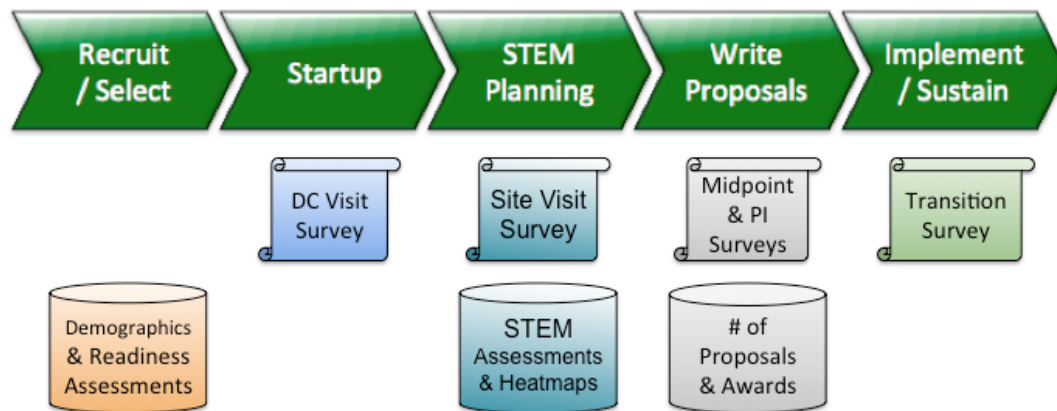 Recruit
/ Select
Startup
STEM
Planning
Write
Proposals
Implement
/ Sustain
DC Visit
Survey
Site Visit
Survey
Midpoint
& PI
Surveys
Transition
Survey
Demographics
& Readiness
Assessments
STEM
Assessments
& Heatmaps
# of
Proposals
& Awards